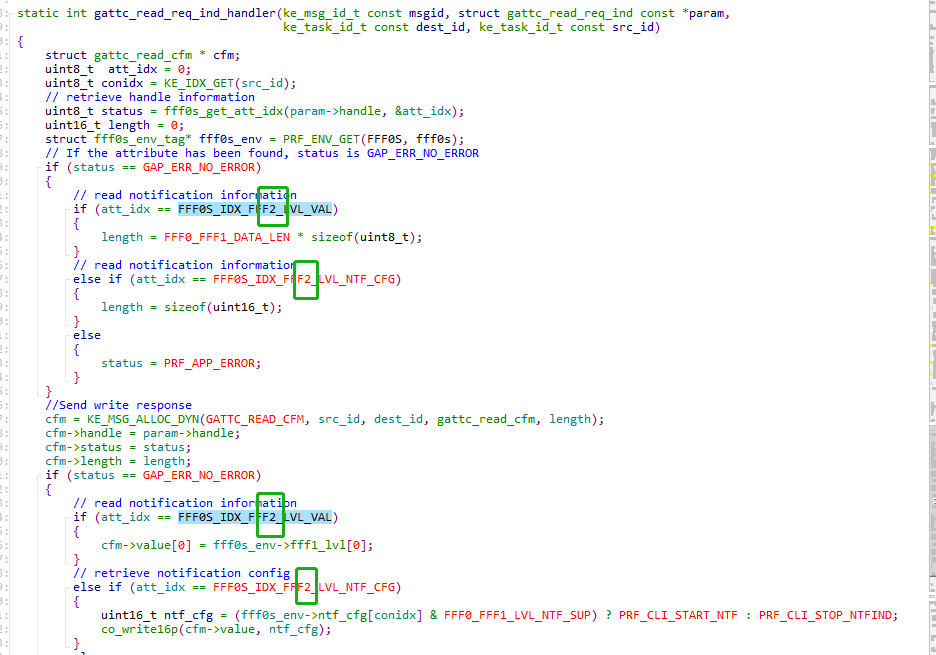 static int gattc_read_req_ind_handler(ke_msg_id_t const msgid, struct gattc_read_req_ind const *param,
                                      ke_task_id_t const dest_id, ke_task_id_t const src_id)
{
    struct gattc_read_cfm * cfm;
    uint8_t  att_idx = 0;
    uint8_t conidx = KE_IDX_GET(src_id);
    // retrieve handle information
    uint8_t status = fff0s_get_att_idx(param->handle, &att_idx);
    uint16_t length = 0;
    struct fff0s_env_tag* fff0s_env = PRF_ENV_GET(FFF0S, fff0s);
    // If the attribute has been found, status is GAP_ERR_NO_ERROR
    if (status == GAP_ERR_NO_ERROR)
    {
        // read notification information
        if (att_idx == FFF0S_IDX_FFF2_LVL_VAL)
        {
            length = FFF0_FFF1_DATA_LEN * sizeof(uint8_t);
        }
        // read notification information
        else if (att_idx == FFF0S_IDX_FFF2_LVL_NTF_CFG)
        {
            length = sizeof(uint16_t);
        }
        else
        {
            status = PRF_APP_ERROR;
        }
    }
    //Send write response
    cfm = KE_MSG_ALLOC_DYN(GATTC_READ_CFM, src_id, dest_id, gattc_read_cfm, length);
    cfm->handle = param->handle;
    cfm->status = status;
    cfm->length = length;
    if (status == GAP_ERR_NO_ERROR)
    {
        // read notification information
        if (att_idx == FFF0S_IDX_FFF2_LVL_VAL)
        {
            cfm->value[0] = fff0s_env->fff1_lvl[0];
        }
        // retrieve notification config
        else if (att_idx == FFF0S_IDX_FFF2_LVL_NTF_CFG)
        {
            uint16_t ntf_cfg = (fff0s_env->ntf_cfg[conidx] & FFF0_FFF1_LVL_NTF_SUP) ? PRF_CLI_START_NTF : PRF_CLI_STOP_NTFIND;
            co_write16p(cfm->value, ntf_cfg);
        }